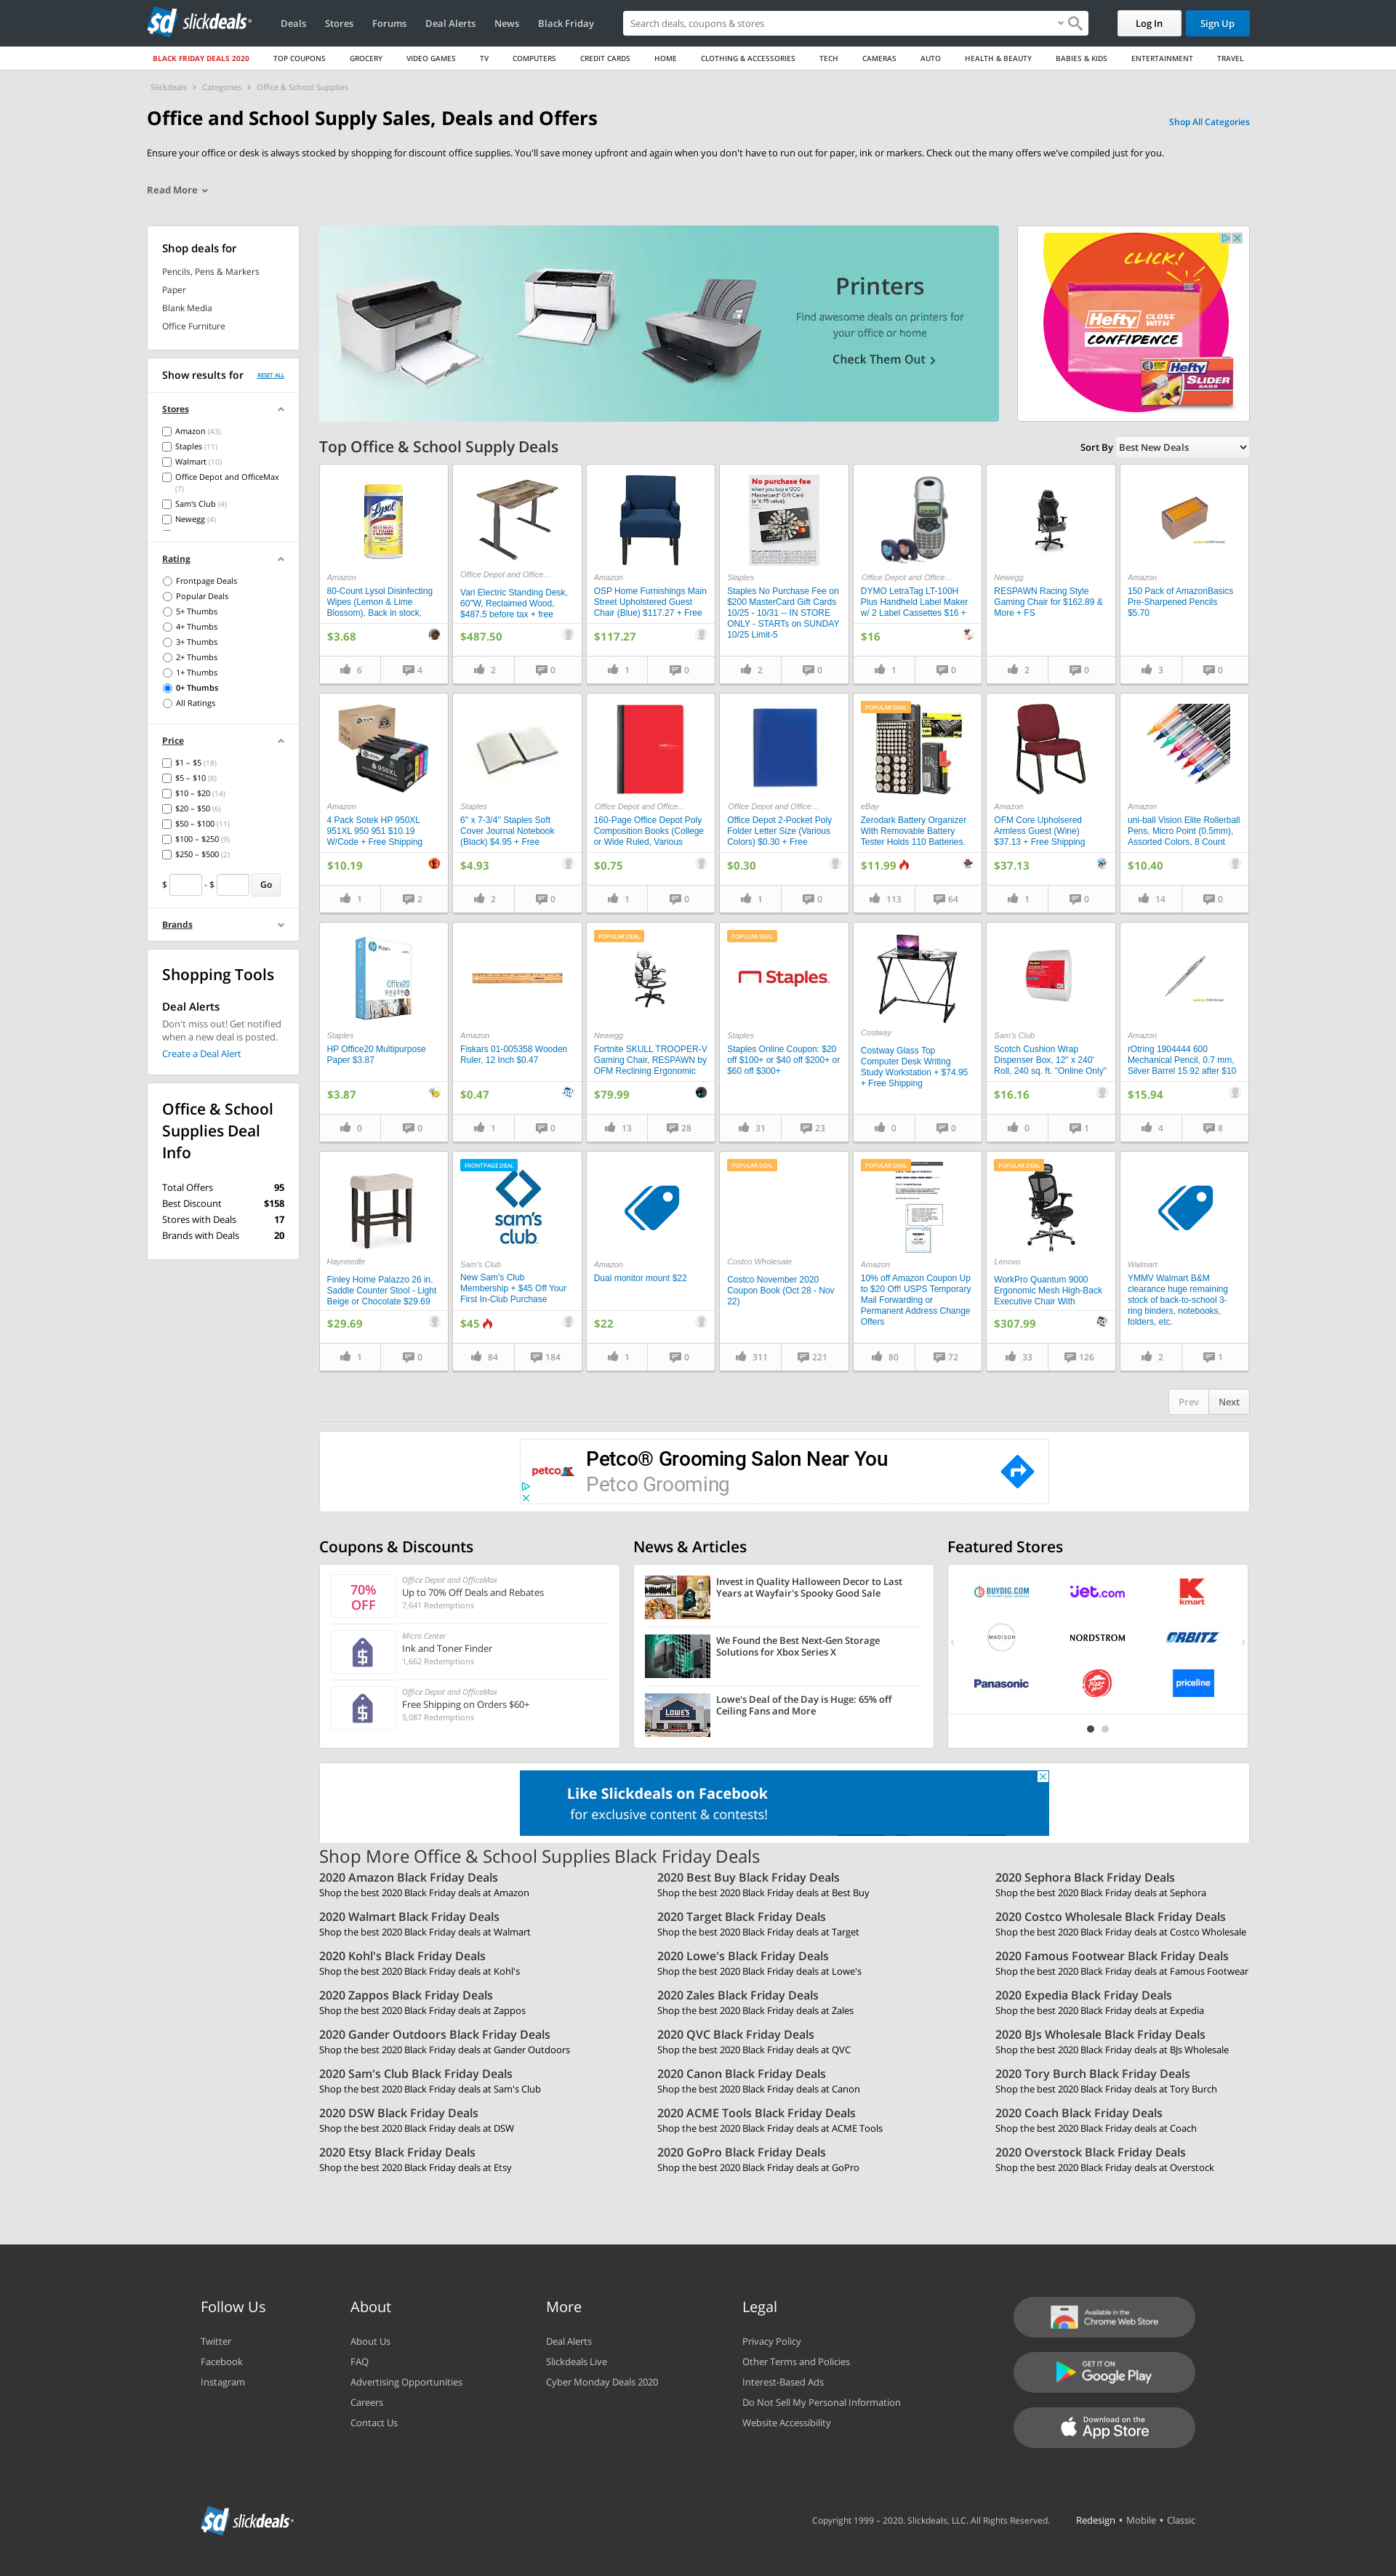 slickdeals
Deals
Stores
Forums
Deal Alerts
News
Black Friday
Search deals, coupons & stores
Log In
Sign Up
BLACK FRIDAY DEALS 2020
TOP COUPONS
GROCERY
VIDEO GAMES
TV
COMPUTERS
CREDIT CARDS
HOME
CLOTHING & ACCESSORIES
TECH
CAMERAS
AUTO
HEALTH & BEAUTY
BABIES & KIDS
ENTERTAINMENT
TRAVEL
Slickdeals › Categories › Office & School Supplies
Office and School Supply Sales, Deals and Offers
Shop All Categories
Ensure your office or desk is always stocked by shopping for discount office supplies. You'll save money upfront and again when you don't have to run out for paper, ink or markers. Check out the many offers we've compiled just for you.
Read More
Shop deals for
Pencils, Pens & Markers
Paper
Blank Media
Office Furniture
Show results for
RESET ALL
Stores
Amazon (43)
Staples (11)
Walmart (10)
Office Depot and OfficeMax
(7)
Sam's Club (4)
Newegg (4)
Rating
Frontpage Deals
Popular Deals
5+ Thumbs
4+ Thumbs
3+ Thumbs
2+ Thumbs
1+ Thumbs
0+ Thumbs
All Ratings
Price
$1 – $5 (18)
$5 – $10 (8)
$10 – $20 (14)
$20 – $50 (6)
$50 – $100 (11)
$100 – $250 (9)
$250 – $500 (2)
$ - $ Go
Brands
Shopping Tools
Deal Alerts
Don't miss out! Get notified
when a new deal is posted.
Create a Deal Alert
Office & School
Supplies Deal
Info
Total Offers 95
Best Discount $158
Stores with Deals 17
Brands with Deals 20
Printers
Find awesome deals on printers for
your office or home
Check Them Out
CLICK!
Hefty CLOSE WITH
CONFIDENCE
Hefty
SLIDER
BAGS
Top Office & School Supply Deals
Sort By Best New Deals
Amazon
80-Count Lysol Disinfecting
Wipes (Lemon & Lime
Blossom), Back in stock,
$3.68
6
4
Office Depot and Office…
Vari Electric Standing Desk,
60"W, Reclaimed Wood,
$487.5 before tax + free
$487.50
2
0
Amazon
OSP Home Furnishings Main
Street Upholstered Guest
Chair (Blue) $117.27 + Free
$117.27
1
0
No purchase fee
Staples
Staples No Purchase Fee on
$200 MasterCard Gift Cards
10/25 - 10/31 -- IN STORE
ONLY - STARTs on SUNDAY
10/25 Limit-5
2
0
Office Depot and Office…
DYMO LetraTag LT-100H
Plus Handheld Label Maker
w/ 2 Label Cassettes $16 +
$16
1
0
Newegg
RESPAWN Racing Style
Gaming Chair for $162.89 &
More + FS
2
0
Amazon
150 Pack of AmazonBasics
Pre-Sharpened Pencils
$5.70
3
0
950XL
Amazon
4 Pack Sotek HP 950XL
951XL 950 951 $10.19
W/Code + Free Shipping
$10.19
1
2
Staples
6" x 7-3/4" Staples Soft
Cover Journal Notebook
(Black) $4.95 + Free
$4.93
2
0
Office Depot and Office…
160-Page Office Depot Poly
Composition Books (College
or Wide Ruled, Various
$0.75
1
0
Office Depot and Office…
Office Depot 2-Pocket Poly
Folder Letter Size (Various
Colors) $0.30 + Free
$0.30
1
0
POPULAR DEAL
eBay
Zerodark Battery Organizer
With Removable Battery
Tester Holds 110 Batteries.
$11.99
113
64
Amazon
OFM Core Upholsered
Armless Guest (Wine)
$37.13 + Free Shipping
$37.13
1
0
Amazon
uni-ball Vision Elite Rollerball
Pens, Micro Point (0.5mm),
Assorted Colors, 8 Count
$10.40
14
0
Office20
Staples
HP Office20 Multipurpose
Paper $3.87
$3.87
0
0
Amazon
Fiskars 01-005358 Wooden
Ruler, 12 Inch $0.47
$0.47
1
0
POPULAR DEAL
Newegg
Fortnite SKULL TROOPER-V
Gaming Chair, RESPAWN by
OFM Reclining Ergonomic
$79.99
13
28
POPULAR DEAL
Staples
Staples
Staples Online Coupon: $20
off $100+ or $40 off $200+ or
$60 off $300+
31
23
Costway
Costway Glass Top
Computer Desk Writing
Study Workstation + $74.95
+ Free Shipping
0
0
Sam's Club
Scotch Cushion Wrap
Dispenser Box, 12" x 240'
Roll, 240 sq. ft. "Online Only"
$16.16
0
1
Amazon
rOtring 1904444 600
Mechanical Pencil, 0.7 mm,
Silver Barrel 15.92 after $10
$15.94
4
8
Hayneedle
Finley Home Palazzo 26 in.
Saddle Counter Stool - Light
Beige or Chocolate $29.69
$29.69
1
0
FRONTPAGE DEAL
sam's
club
Sam's Club
New Sam's Club
Membership + $45 Off Your
First In-Club Purchase
$45
84
184
Amazon
Dual monitor mount $22
$22
1
0
POPULAR DEAL
Costco Wholesale
Costco November 2020
Coupon Book (Oct 28 - Nov
22)
311
221
POPULAR DEAL
Amazon
10% off Amazon Coupon Up
to $20 Off! USPS Temporary
Mail Forwarding or
Permanent Address Change
Offers
80
72
POPULAR DEAL
Lenovo
WorkPro Quantum 9000
Ergonomic Mesh High-Back
Executive Chair With
$307.99
33
126
Walmart
YMMV Walmart B&M
clearance huge remaining
stock of back-to-school 3-
ring binders, notebooks,
folders, etc.
2
1
Prev
Next
petco
Petco® Grooming Salon Near You
Petco Grooming
Coupons & Discounts
70%
OFF
Office Depot and OfficeMax
Up to 70% Off Deals and Rebates
7,641 Redemptions
Micro Center
Ink and Toner Finder
1,662 Redemptions
Office Depot and OfficeMax
Free Shipping on Orders $60+
5,087 Redemptions
News & Articles
Invest in Quality Halloween Decor to Last
Years at Wayfair's Spooky Good Sale
We Found the Best Next-Gen Storage
Solutions for Xbox Series X
LOWE'S
Lowe's Deal of the Day is Huge: 65% off
Ceiling Fans and More
Featured Stores
BUYDIG.COM
jet.com
kmart
MADISON
NORDSTROM
ORBITZ
Panasonic
Pizza Hut
priceline
Like Slickdeals on Facebook
for exclusive content & contests!
Shop More Office & School Supplies Black Friday Deals
2020 Amazon Black Friday Deals
Shop the best 2020 Black Friday deals at Amazon
2020 Best Buy Black Friday Deals
Shop the best 2020 Black Friday deals at Best Buy
2020 Sephora Black Friday Deals
Shop the best 2020 Black Friday deals at Sephora
2020 Walmart Black Friday Deals
Shop the best 2020 Black Friday deals at Walmart
2020 Target Black Friday Deals
Shop the best 2020 Black Friday deals at Target
2020 Costco Wholesale Black Friday Deals
Shop the best 2020 Black Friday deals at Costco Wholesale
2020 Kohl's Black Friday Deals
Shop the best 2020 Black Friday deals at Kohl's
2020 Lowe's Black Friday Deals
Shop the best 2020 Black Friday deals at Lowe's
2020 Famous Footwear Black Friday Deals
Shop the best 2020 Black Friday deals at Famous Footwear
2020 Zappos Black Friday Deals
Shop the best 2020 Black Friday deals at Zappos
2020 Zales Black Friday Deals
Shop the best 2020 Black Friday deals at Zales
2020 Expedia Black Friday Deals
Shop the best 2020 Black Friday deals at Expedia
2020 Gander Outdoors Black Friday Deals
Shop the best 2020 Black Friday deals at Gander Outdoors
2020 QVC Black Friday Deals
Shop the best 2020 Black Friday deals at QVC
2020 BJs Wholesale Black Friday Deals
Shop the best 2020 Black Friday deals at BJs Wholesale
2020 Sam's Club Black Friday Deals
Shop the best 2020 Black Friday deals at Sam's Club
2020 Canon Black Friday Deals
Shop the best 2020 Black Friday deals at Canon
2020 Tory Burch Black Friday Deals
Shop the best 2020 Black Friday deals at Tory Burch
2020 DSW Black Friday Deals
Shop the best 2020 Black Friday deals at DSW
2020 ACME Tools Black Friday Deals
Shop the best 2020 Black Friday deals at ACME Tools
2020 Coach Black Friday Deals
Shop the best 2020 Black Friday deals at Coach
2020 Etsy Black Friday Deals
Shop the best 2020 Black Friday deals at Etsy
2020 GoPro Black Friday Deals
Shop the best 2020 Black Friday deals at GoPro
2020 Overstock Black Friday Deals
Shop the best 2020 Black Friday deals at Overstock
Follow Us
Twitter
Facebook
Instagram
About
About Us
FAQ
Advertising Opportunities
Careers
Contact Us
More
Deal Alerts
Slickdeals Live
Cyber Monday Deals 2020
Legal
Privacy Policy
Other Terms and Policies
Interest-Based Ads
Do Not Sell My Personal Information
Website Accessibility
Available in the
Chrome Web Store
GET IT ON
Google Play
Download on the
App Store
slickdeals
Copyright 1999 – 2020. Slickdeals, LLC. All Rights Reserved.
Redesign • Mobile • Classic